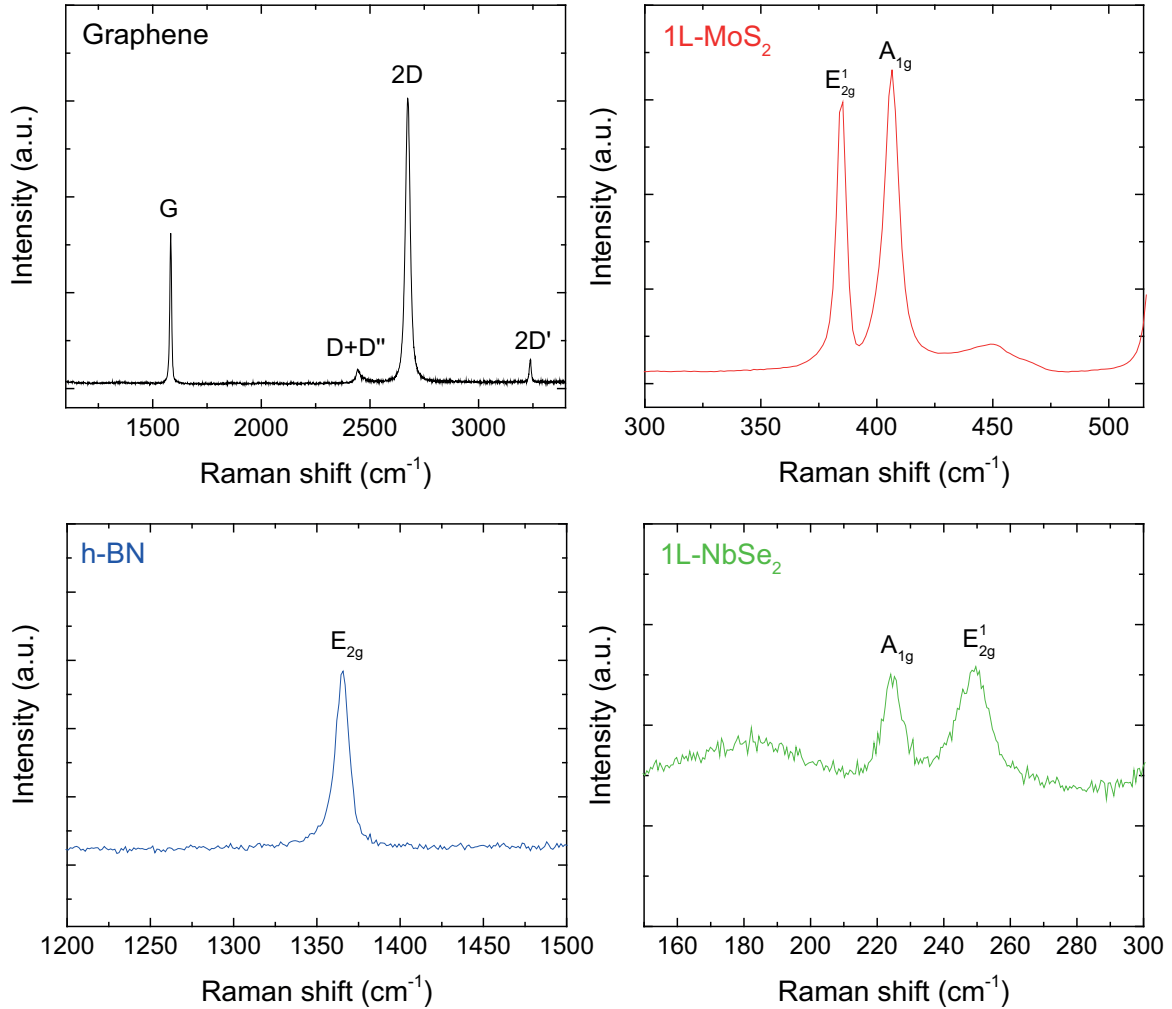 Graphene
G
D+D''
2D
2D'
Intensity (a.u.)
1500 2000 2500 3000
Raman shift (cm⁻¹)
1L-MoS₂
E¹₂g
A₁g
Intensity (a.u.)
300 350 400 450 500
Raman shift (cm⁻¹)
h-BN
E₂g
Intensity (a.u.)
1200 1250 1300 1350 1400 1450 1500
Raman shift (cm⁻¹)
1L-NbSe₂
A₁g
E¹₂g
Intensity (a.u.)
160 180 200 220 240 260 280 300
Raman shift (cm⁻¹)